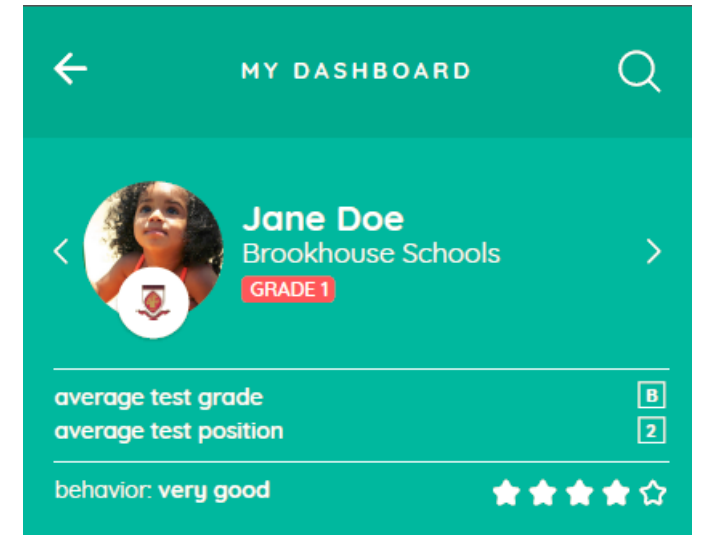 MY DASHBOARD
Jane Doe
Brookhouse Schools
GRADE 1
average test grade B
average test position 2
behavior: very good